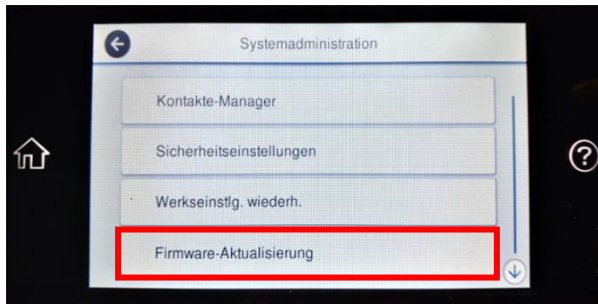 Systemadministration
Kontakte-Manager
Sicherheitseinstellungen
Werkseinstlg. wiederh.
Firmware-Aktualisierung